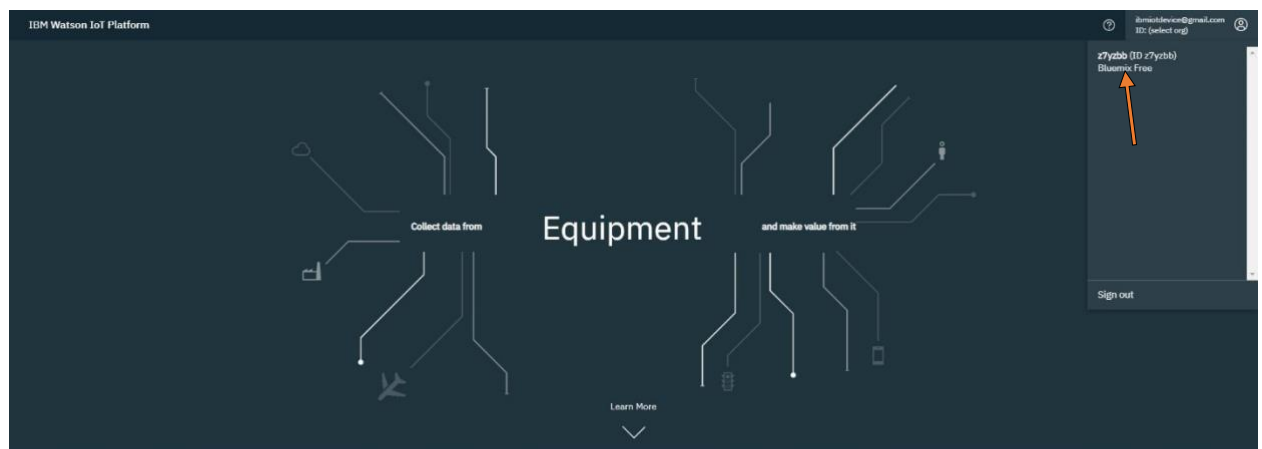 IBM Watson IoT Platform
ibmiotdevice@gmail.com
ID: (select org)
z7yzbb (ID z7yzbb)
Bluemix Free
Collect data from
Equipment
and make value from it
Sign out
Learn More